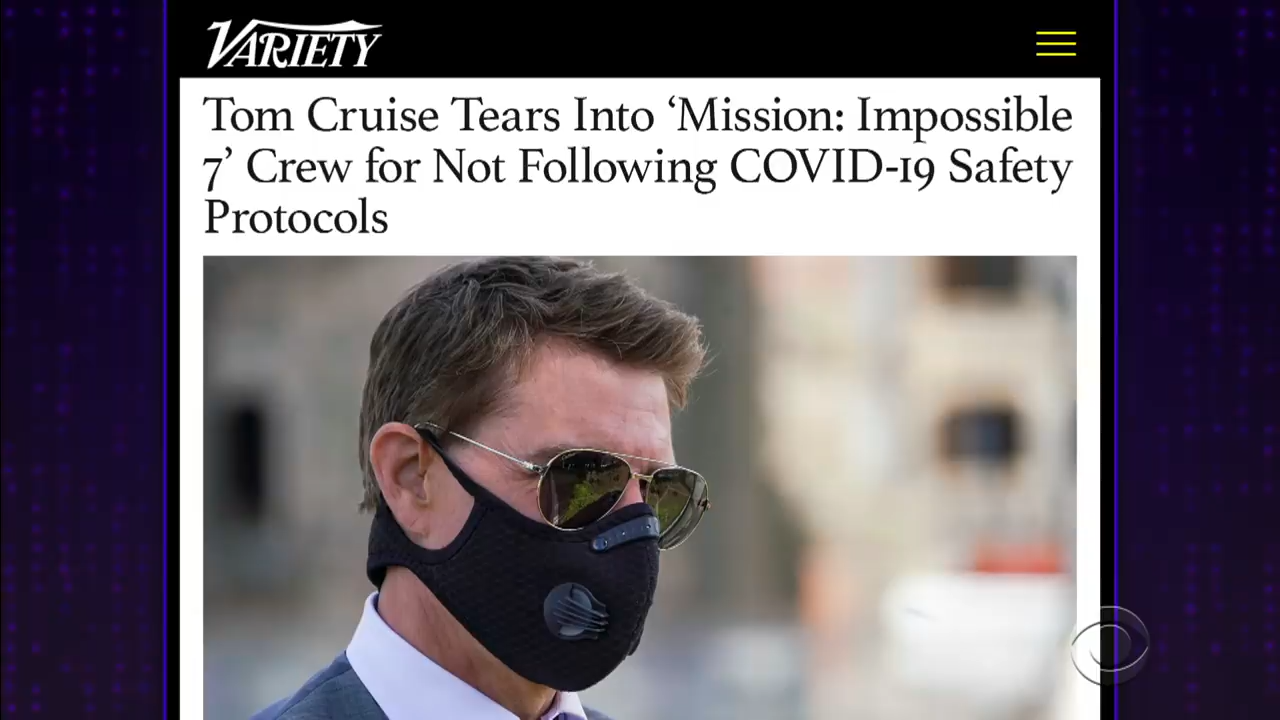 VARIETY
Tom Cruise Tears Into ‘Mission: Impossible
7’ Crew for Not Following COVID-19 Safety
Protocols